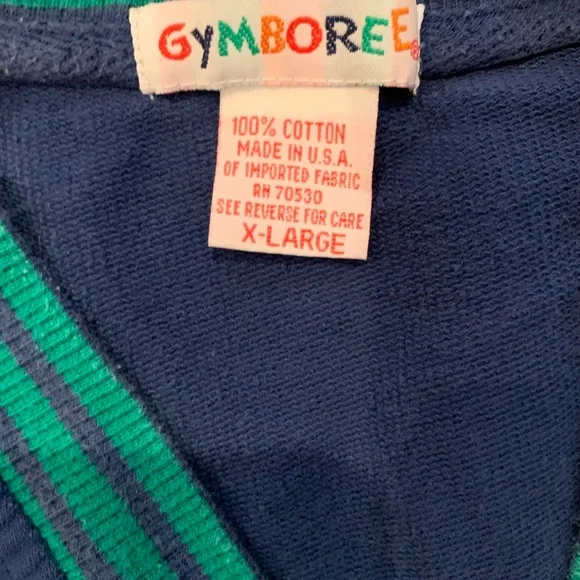 GyMBOREE®
100% COTTON
MADE IN U.S.A.
OF IMPORTED FABRIC
RN 70530
SEE REVERSE FOR CARE
X-LARGE